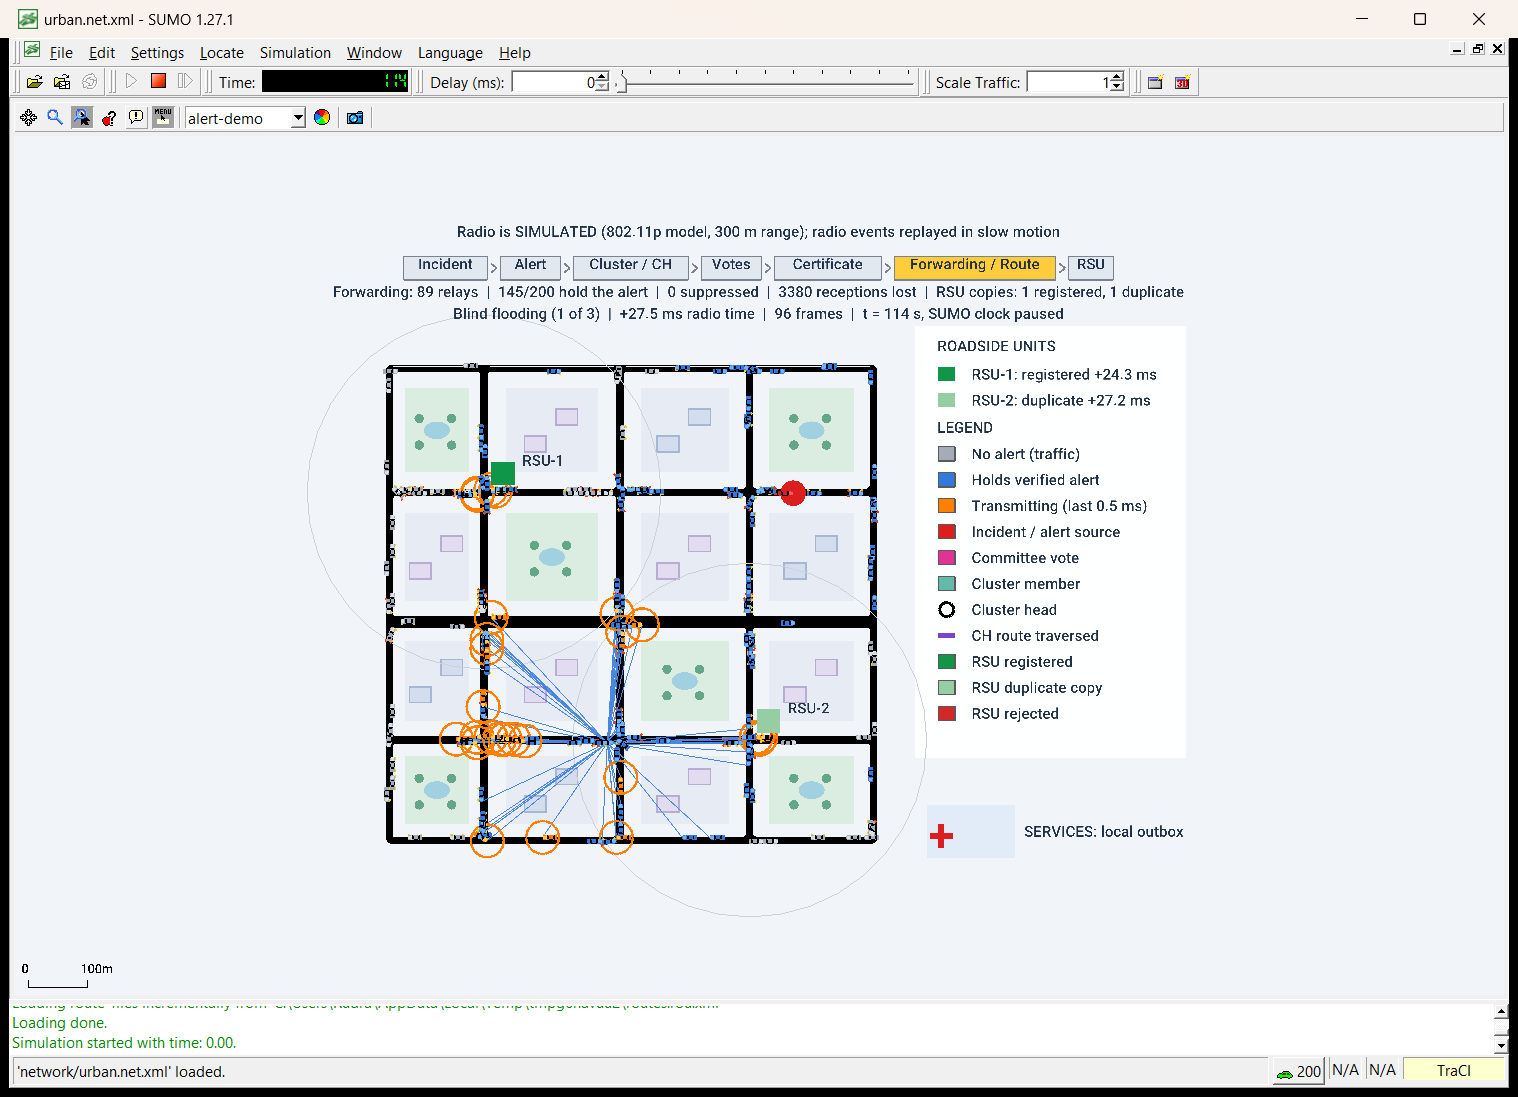 urban.net.xml - SUMO 1.27.1
File Edit Settings Locate Simulation Window Language Help
Time: 114 Delay (ms): 0 Scale Traffic: 1
MENU alert-demo
Radio is SIMULATED (802.11p model, 300 m range); radio events replayed in slow motion
Incident > Alert > Cluster / CH > Votes > Certificate > Forwarding / Route > RSU
Forwarding: 89 relays | 145/200 hold the alert | 0 suppressed | 3380 receptions lost | RSU copies: 1 registered, 1 duplicate
Blind flooding (1 of 3) | +27.5 ms radio time | 96 frames | t = 114 s, SUMO clock paused
ROADSIDE UNITS
RSU-1: registered +24.3 ms
RSU-2: duplicate +27.2 ms
LEGEND
No alert (traffic)
Holds verified alert
Transmitting (last 0.5 ms)
Incident / alert source
Committee vote
Cluster member
Cluster head
CH route traversed
RSU registered
RSU duplicate copy
RSU rejected
RSU-1
RSU-2
SERVICES: local outbox
0 100m
Loading done.
Simulation started with time: 0.00.
'network/urban.net.xml' loaded.
200 N/A N/A TraCI